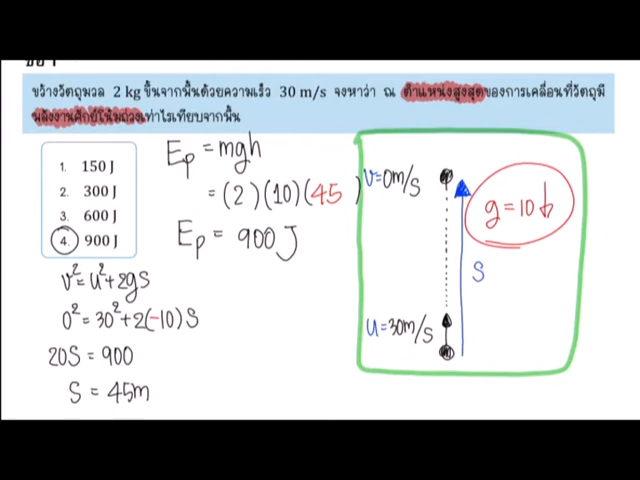 ขว้างวัตถุมวล 2 kg ขึ้นจากพื้นด้วยความเร็ว 30 m/s จงหาว่า ณ ตำแหน่งสูงสุดของการเคลื่อนที่วัตถุมี
พลังงานศักย์โน้มถ่วงเท่าไรเทียบจากพื้น
1. 150 J
2. 300 J
3. 600 J
4. 900 J
Ep = mgh
= (2)(10)(45)
Ep = 900 J
v² = u² + 2gs
0² = 30² + 2(-10)S
20S = 900
S = 45m
v = 0m/s
g = 10↓
S
u = 30m/s